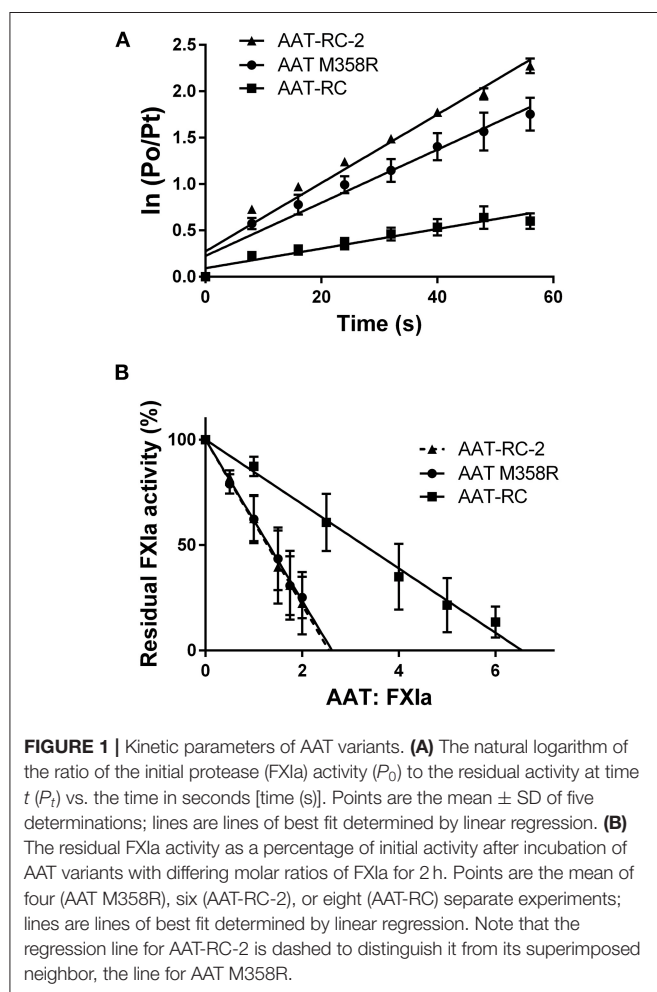 A
AAT-RC-2
AAT M358R
AAT-RC
2.5
2.0
1.5
1.0
0.5
0.0
ln (Po/Pt)
0 20 40 60
Time (s)
B
AAT-RC-2
AAT M358R
AAT-RC
100
50
0
Residual FXIa activity (%)
0 2 4 6
AAT: FXIa
FIGURE 1 | Kinetic parameters of AAT variants. (A) The natural logarithm of
the ratio of the initial protease (FXIa) activity (P0) to the residual activity at time
t (Pt) vs. the time in seconds [time (s)]. Points are the mean ± SD of five
determinations; lines are lines of best fit determined by linear regression. (B)
The residual FXIa activity as a percentage of initial activity after incubation of
AAT variants with differing molar ratios of FXIa for 2 h. Points are the mean of
four (AAT M358R), six (AAT-RC-2), or eight (AAT-RC) separate experiments;
lines are lines of best fit determined by linear regression. Note that the
regression line for AAT-RC-2 is dashed to distinguish it from its superimposed
neighbor, the line for AAT M358R.